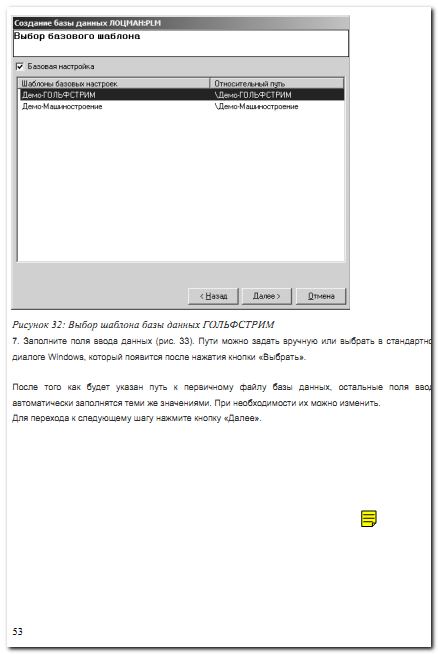 Создание базы данных ЛОЦМАН:PLM
Выбор базового шаблона
Базовая настройка
Шаблоны базовых настроек Относительный путь
Демо-ГОЛЬФСТРИМ \Демо-ГОЛЬФСТРИМ
Демо-Машиностроение \Демо-Машиностроение
< Назад Далее > Отмена
Рисунок 32: Выбор шаблона базы данных ГОЛЬФСТРИМ
7. Заполните поля ввода данных (рис. 33). Пути можно задать вручную или выбрать в стандартно
диалоге Windows, который появится после нажатия кнопки «Выбрать».
После того как будет указан путь к первичному файлу базы данных, остальные поля ввод
автоматически заполнятся теми же значениями. При необходимости их можно изменить.
Для перехода к следующему шагу нажмите кнопку «Далее».
53